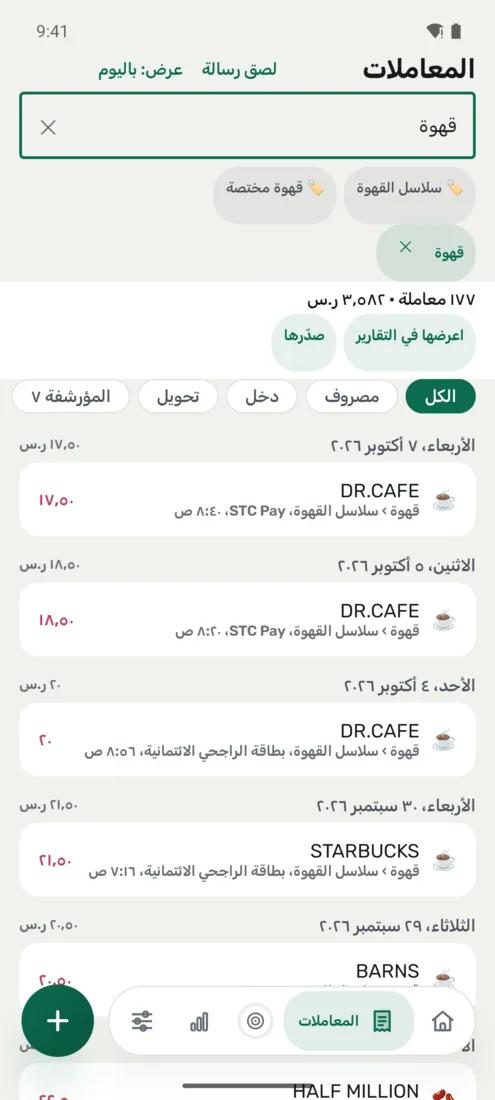 9:41
المعاملات
لصق رسالة
عرض: باليوم
قهوة
سلاسل القهوة
قهوة مختصة
قهوة
١٧٧ معاملة • ٣,٥٨٢ ر.س
اعرضها في التقارير
صدّرها
الكل
مصروف
دخل
تحويل
المؤرشفة ٧
الأربعاء، ٧ أكتوبر ٢٠٢٦
١٧,٥٠ ر.س
DR.CAFE
١٧,٥٠
قهوة › سلاسل القهوة، STC Pay، ٨:٤٠ ص
الاثنين، ٥ أكتوبر ٢٠٢٦
١٨,٥٠ ر.س
DR.CAFE
١٨,٥٠
قهوة › سلاسل القهوة، STC Pay، ٨:٢٠ ص
الأحد، ٤ أكتوبر ٢٠٢٦
٢٠ ر.س
DR.CAFE
٢٠
قهوة › سلاسل القهوة، بطاقة الراجحي الائتمانية، ٨:٥٦ ص
الأربعاء، ٣٠ سبتمبر ٢٠٢٦
٢١,٥٠ ر.س
STARBUCKS
٢١,٥٠
قهوة › سلاسل القهوة، بطاقة الراجحي الائتمانية، ٧:١٦ ص
الثلاثاء، ٢٩ سبتمبر ٢٠٢٦
٢٠,٥٠ ر.س
BARNS
٢٠,٥٠
المعاملات
HALF MILLION